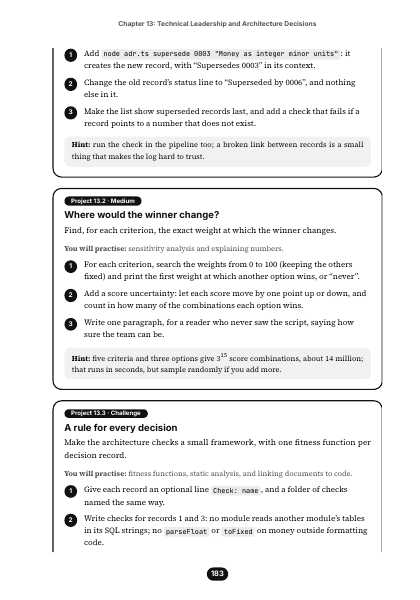 Chapter 13: Technical Leadership and Architecture Decisions
1 Add node adr.ts supersede 0003 "Money as integer minor units": it
creates the new record, with “Supersedes 0003” in its context.
2 Change the old record’s status line to “Superseded by 0006”, and nothing
else in it.
3 Make the list show superseded records last, and add a check that fails if a
record points to a number that does not exist.
Hint: run the check in the pipeline too; a broken link between records is a small
thing that makes the log hard to trust.
Project 13.2 · Medium
Where would the winner change?
Find, for each criterion, the exact weight at which the winner changes.
You will practise: sensitivity analysis and explaining numbers.
1 For each criterion, search the weights from 0 to 100 (keeping the others
fixed) and print the first weight at which another option wins, or “never”.
2 Add a score uncertainty: let each score move by one point up or down, and
count in how many of the combinations each option wins.
3 Write one paragraph, for a reader who never saw the script, saying how
sure the team can be.
Hint: five criteria and three options give 3^15 score combinations, about 14 million;
that runs in seconds, but sample randomly if you add more.
Project 13.3 · Challenge
A rule for every decision
Make the architecture checks a small framework, with one fitness function per
decision record.
You will practise: fitness functions, static analysis, and linking documents to code.
1 Give each record an optional line Check: name, and a folder of checks
named the same way.
2 Write checks for records 1 and 3: no module reads another module’s tables
in its SQL strings; no parseFloat or toFixed on money outside formatting
code.
183